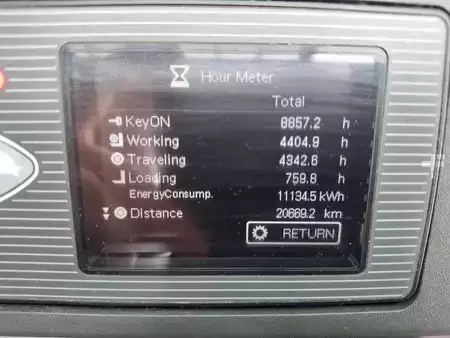 Hour Meter
Total
KeyON 8857.2 h
Working 4404.9 h
Traveling 4342.6 h
Loading 759.8 h
EnergyConsump. 11134.5 kWh
Distance 20669.2 km
RETURN